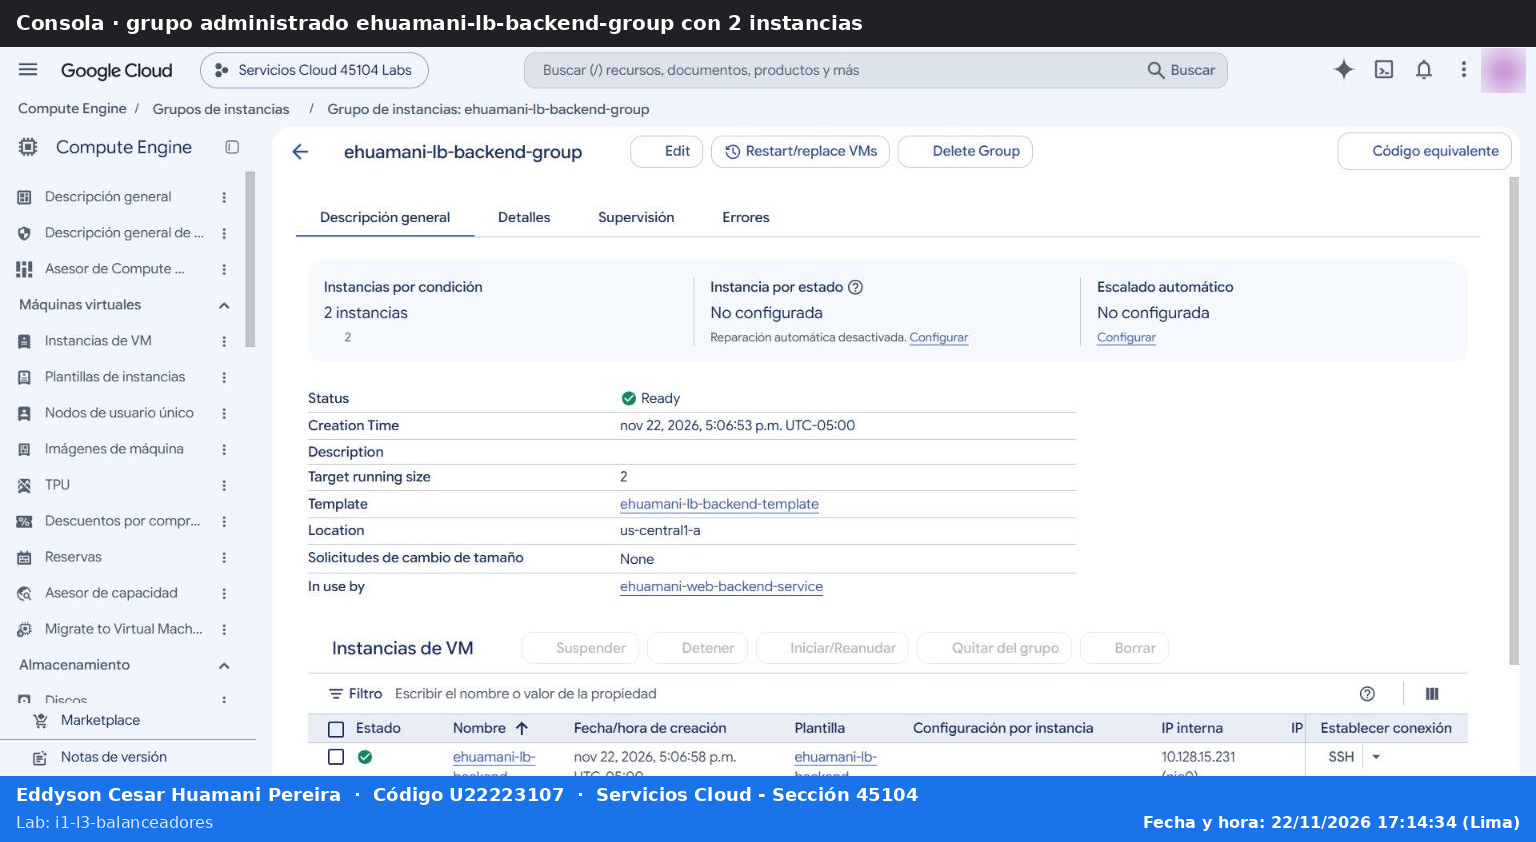 Consola · grupo administrado ehuamani-lb-backend-group con 2 instancias
Google Cloud
Servicios Cloud 45104 Labs
Buscar (/) recursos, documentos, productos y más
Buscar
Compute Engine / Grupos de instancias / Grupo de instancias: ehuamani-lb-backend-group
Compute Engine
Descripción general
Descripción general de ...
Asesor de Compute ...
Máquinas virtuales
Instancias de VM
Plantillas de instancias
Nodos de usuario único
Imágenes de máquina
TPU
Descuentos por compr...
Reservas
Asesor de capacidad
Migrate to Virtual Mach...
Almacenamiento
Discos
Marketplace
Notas de versión
ehuamani-lb-backend-group
Edit
Restart/replace VMs
Delete Group
Código equivalente
Descripción general
Detalles
Supervisión
Errores
Instancias por condición
2 instancias
2
Instancia por estado
No configurada
Reparación automática desactivada. Configurar
Escalado automático
No configurada
Configurar
Status Ready
Creation Time nov 22, 2026, 5:06:53 p.m. UTC-05:00
Description
Target running size 2
Template ehuamani-lb-backend-template
Location us-central1-a
Solicitudes de cambio de tamaño None
In use by ehuamani-web-backend-service
Instancias de VM
Suspender
Detener
Iniciar/Reanudar
Quitar del grupo
Borrar
Filtro Escribir el nombre o valor de la propiedad
Estado Nombre Fecha/hora de creación Plantilla Configuración por instancia IP interna IP Establecer conexión
ehuamani-lb- nov 22, 2026, 5:06:58 p.m. ehuamani-lb- 10.128.15.231 SSH
backend- UTC-05:00 backend- (nic0)
Eddyson Cesar Huamani Pereira · Código U22223107 · Servicios Cloud - Sección 45104
Lab: i1-l3-balanceadores
Fecha y hora: 22/11/2026 17:14:34 (Lima)